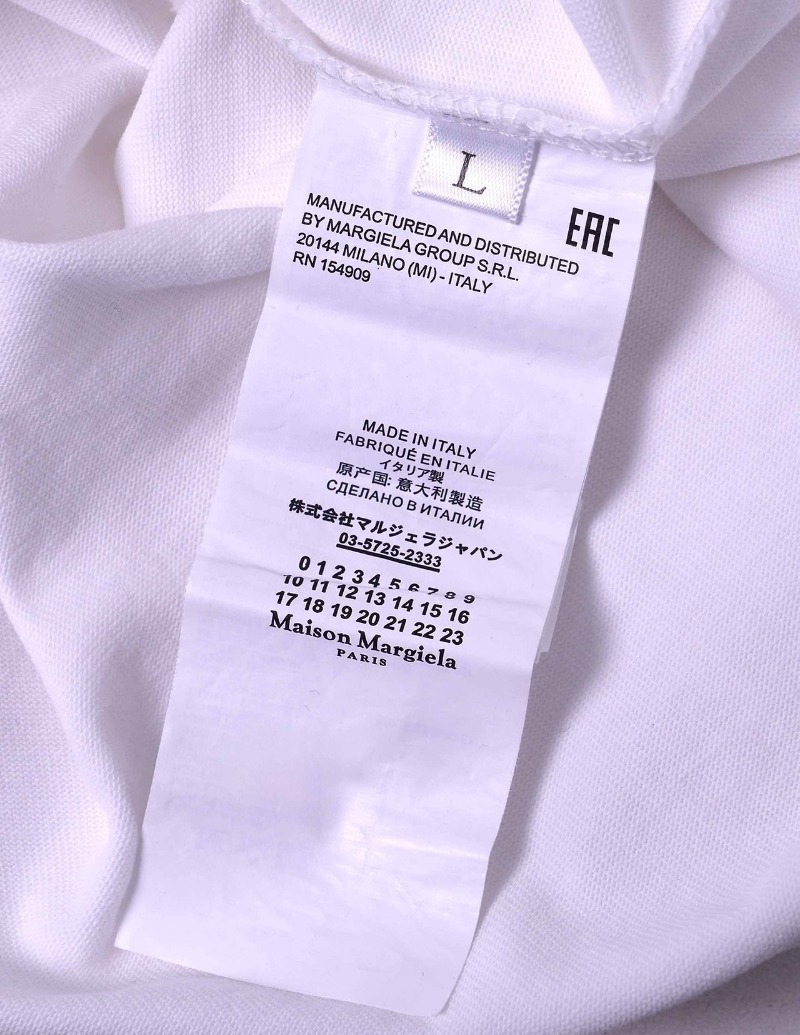 L
EAC
MANUFACTURED AND DISTRIBUTED
BY MARGIELA GROUP S.R.L.
20144 MILANO (MI) - ITALY
RN 154909
MADE IN ITALY
FABRIQUÉ EN ITALIE
イタリア製
原产国: 意大利製造
СДЕЛАНО В ИТАЛИИ
株式会社マルジェラジャパン
03-5725-2333
0 1 2 3 4 5 6 7 8 9
10 11 12 13 14 15 16
17 18 19 20 21 22 23
Maison Margiela
PARIS